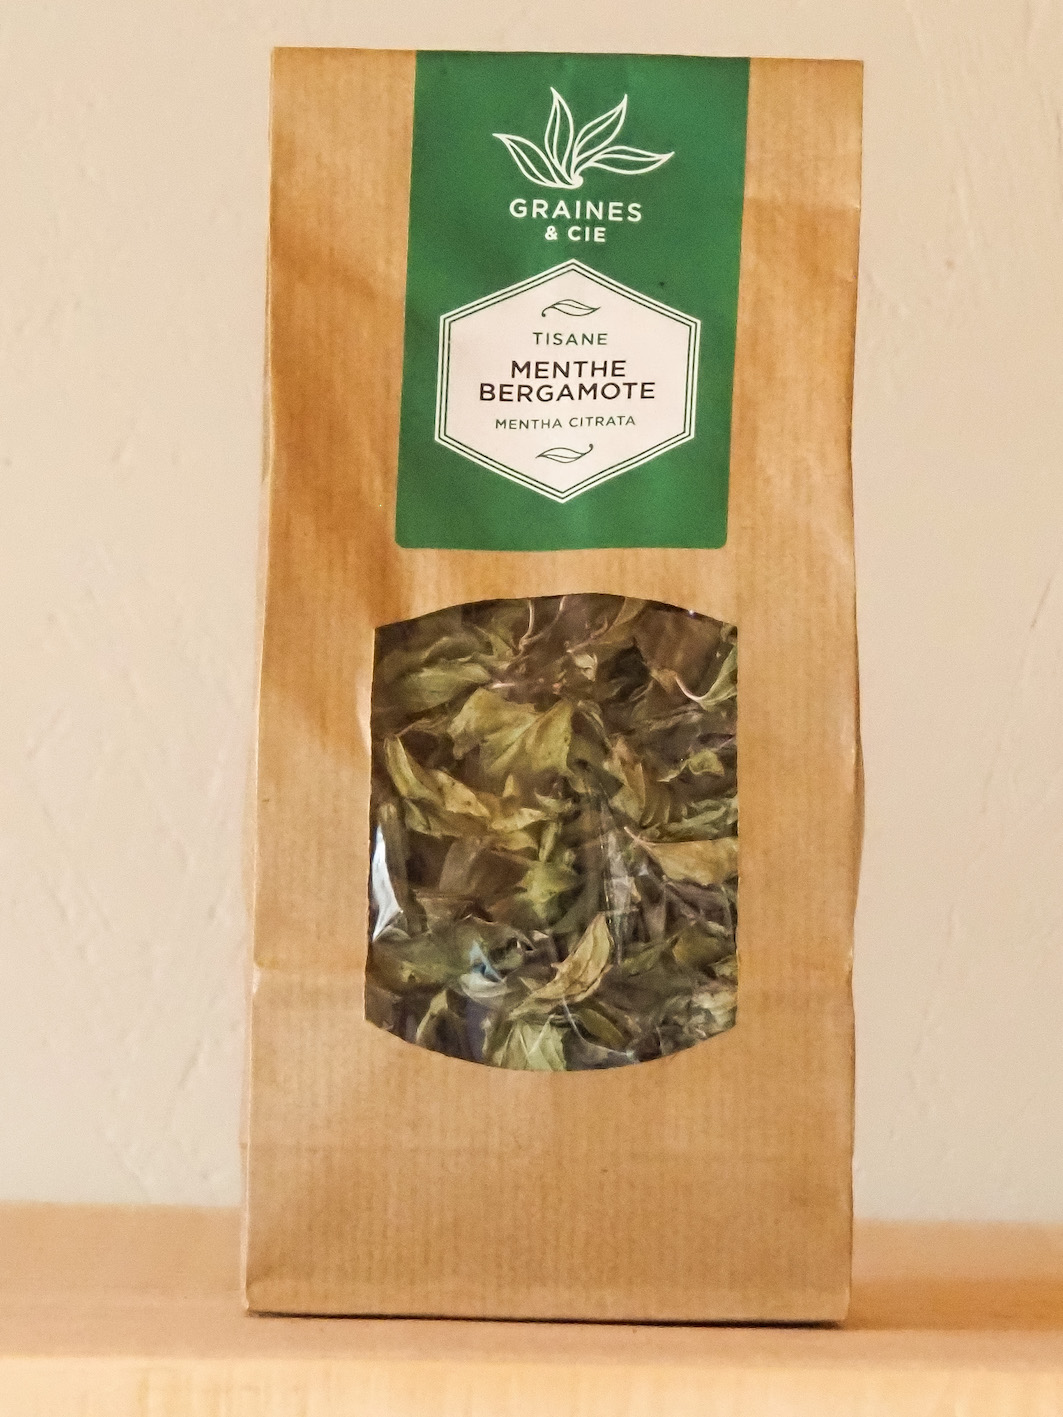 GRAINES
& CIE
TISANE
MENTHE
BERGAMOTE
MENTHA CITRATA